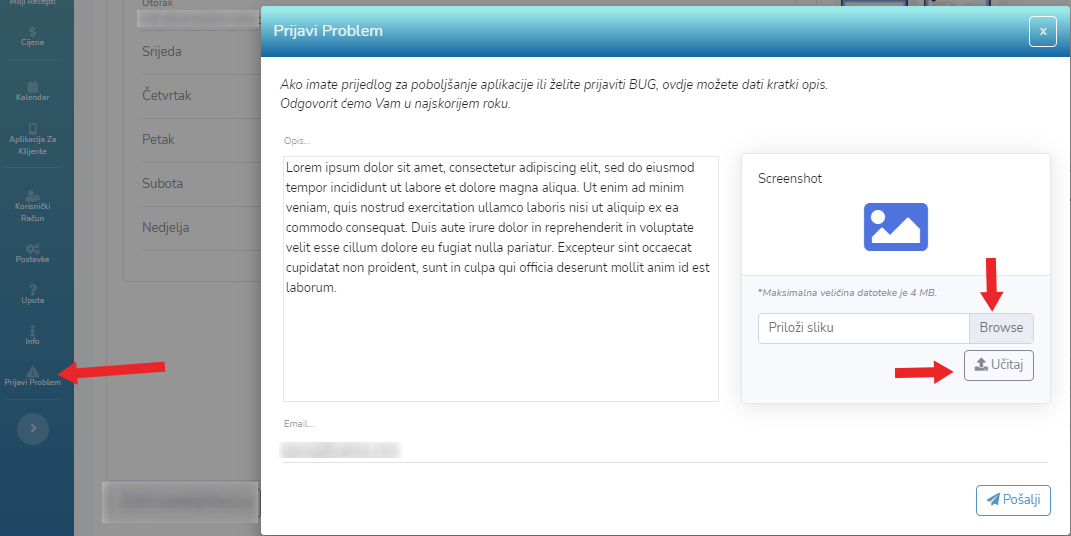 Moji Recepti
Cijene
Kalendar
Aplikacija Za
Klijente
Korisnički
Račun
Postavke
Uputa
Info
Prijavi Problem
Utorak
Srijeda
Četvrtak
Petak
Subota
Nedjelja
Prijavi Problem
x
Ako imate prijedlog za poboljšanje aplikacije ili želite prijaviti BUG, ovdje možete dati kratki opis.
Odgovorit ćemo Vam u najskorijem roku.
Opis...
Lorem ipsum dolor sit amet, consectetur adipiscing elit, sed do eiusmod
tempor incididunt ut labore et dolore magna aliqua. Ut enim ad minim
veniam, quis nostrud exercitation ullamco laboris nisi ut aliquip ex ea
commodo consequat. Duis aute irure dolor in reprehenderit in voluptate
velit esse cillum dolore eu fugiat nulla pariatur. Excepteur sint occaecat
cupidatat non proident, sunt in culpa qui officia deserunt mollit anim id est
laborum.
Screenshot
*Maksimalna veličina datoteke je 4 MB.
Priloži sliku
Browse
Učitaj
Email...
Pošalji